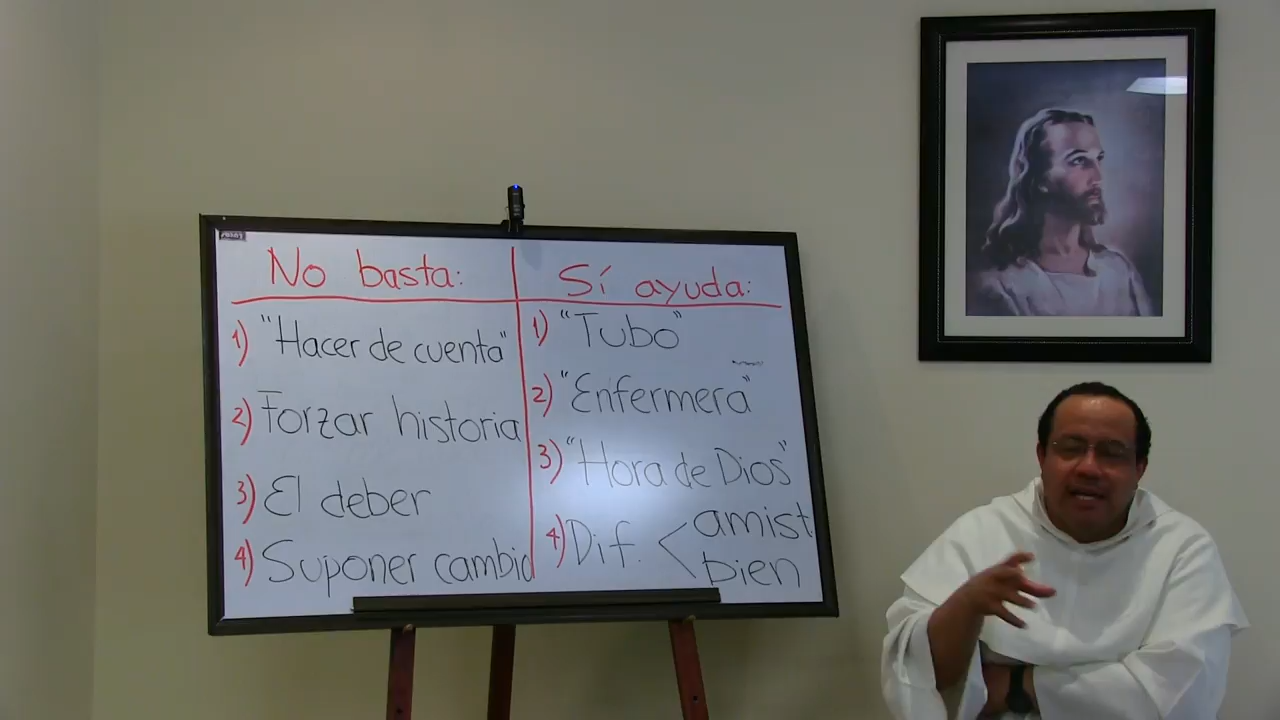 No basta:
1) "Hacer de cuenta"
2) Forzar historia
3) El deber
4) Suponer cambio
Sí ayuda:
1) "Tubo"
2) "Enfermera"
3) "Hora de Dios"
4) Dif. < amist
bien